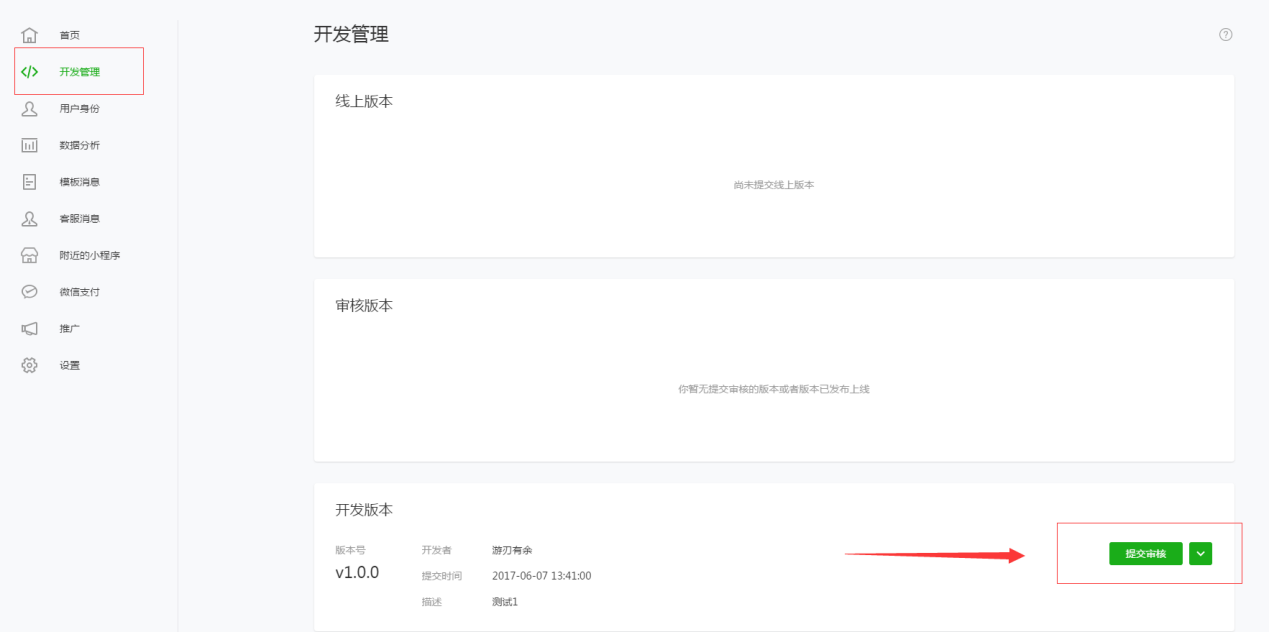 首页
开发管理
用户身份
数据分析
模板消息
客服消息
附近的小程序
微信支付
推广
设置
开发管理
线上版本
尚未提交线上版本
审核版本
你暂无提交审核的版本或者版本已发布上线
开发版本
版本号 开发者 游刃有余
v1.0.0 提交时间 2017-06-07 13:41:00
描述 测试1
提交审核